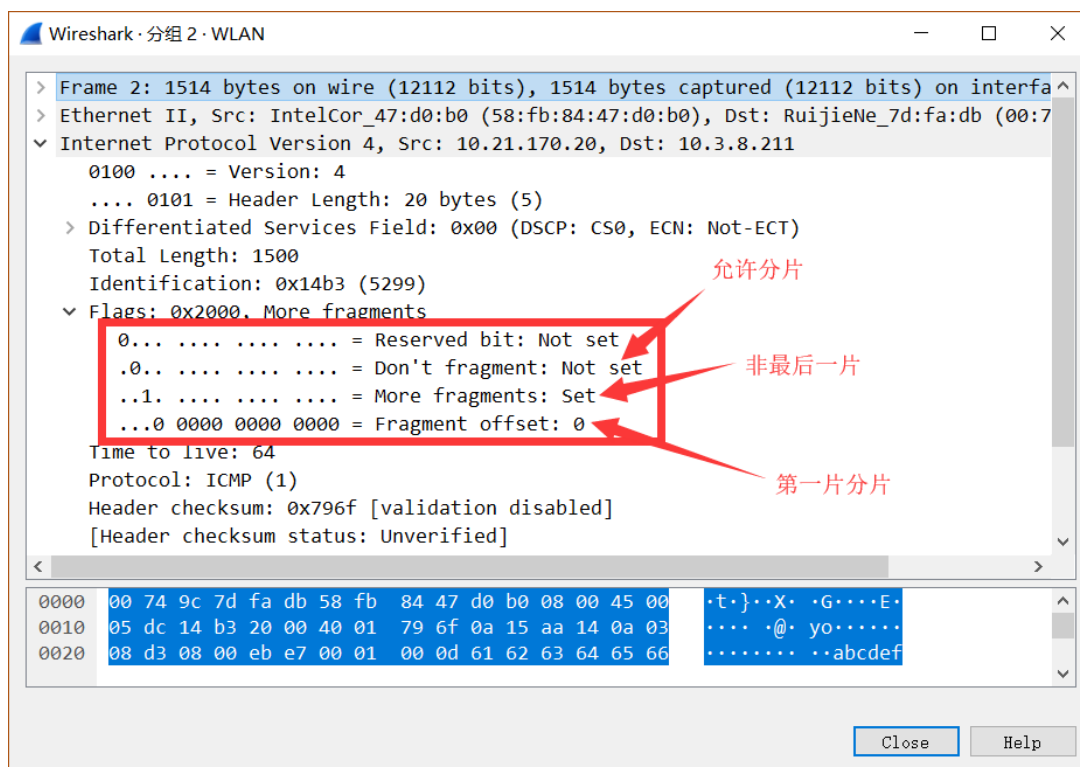 Wireshark · 分组 2 · WLAN
Frame 2: 1514 bytes on wire (12112 bits), 1514 bytes captured (12112 bits) on interfa
Ethernet II, Src: IntelCor_47:d0:b0 (58:fb:84:47:d0:b0), Dst: RuijieNe_7d:fa:db (00:7
Internet Protocol Version 4, Src: 10.21.170.20, Dst: 10.3.8.211
0100 .... = Version: 4
.... 0101 = Header Length: 20 bytes (5)
Differentiated Services Field: 0x00 (DSCP: CS0, ECN: Not-ECT)
Total Length: 1500
允许分片
Identification: 0x14b3 (5299)
Flags: 0x2000, More fragments
0... .... .... .... = Reserved bit: Not set
.0.. .... .... .... = Don't fragment: Not set
非最后一片
..1. .... .... .... = More fragments: Set
...0 0000 0000 0000 = Fragment offset: 0
Time to live: 64
Protocol: ICMP (1)
第一片分片
Header checksum: 0x796f [validation disabled]
[Header checksum status: Unverified]
0000 00 74 9c 7d fa db 58 fb 84 47 d0 b0 08 00 45 00 ·t·}··X· ·G····E·
0010 05 dc 14 b3 20 00 40 01 79 6f 0a 15 aa 14 0a 03 ···· ·@· yo······
0020 08 d3 08 00 eb e7 00 01 00 0d 61 62 63 64 65 66 ········ ··abcdef
Close Help